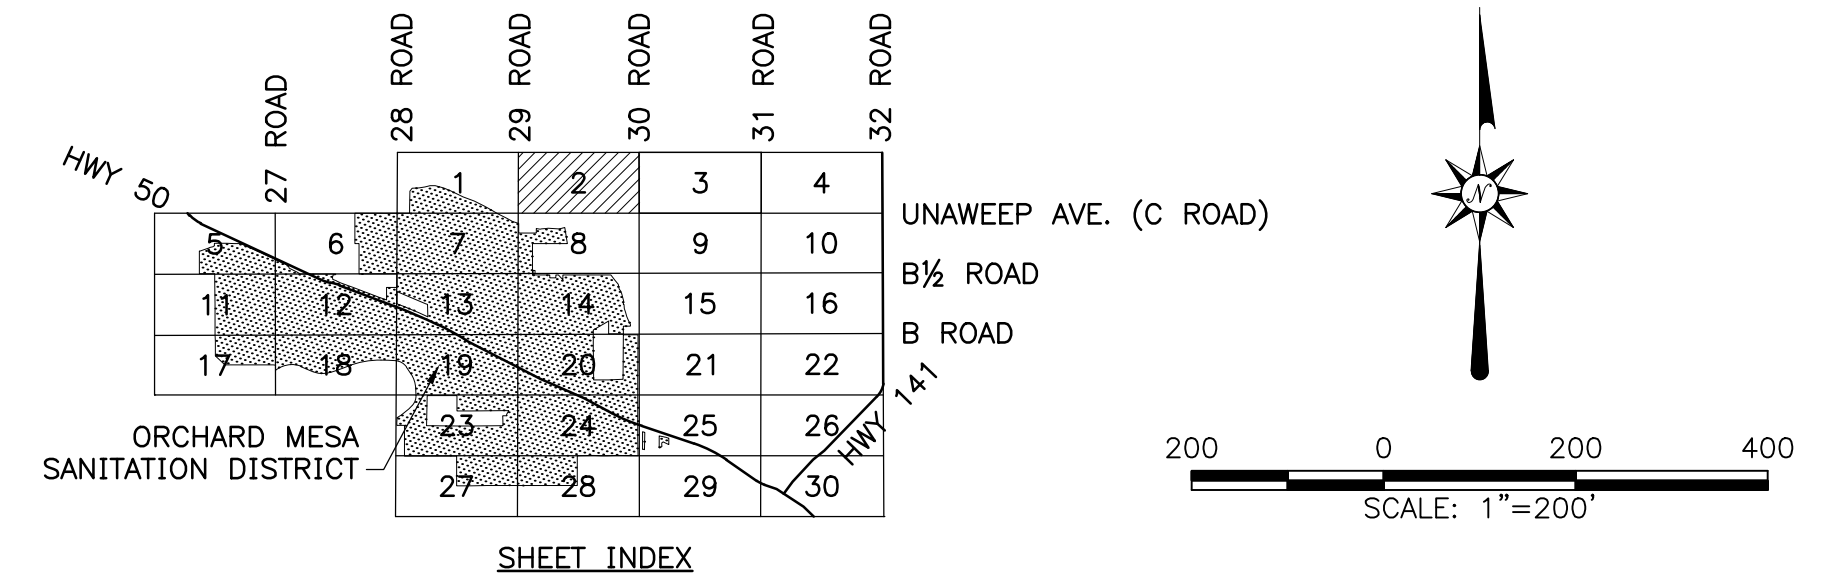 28 ROAD
29 ROAD
30 ROAD
31 ROAD
32 ROAD
27 ROAD
HWY 50
1
2
3
4
UNAWEEP AVE. (C ROAD)
5
6
7
8
9
10
B½ ROAD
11
12
13
14
15
16
B ROAD
17
18
19
20
21
22
HWY 141
23
24
25
26
ORCHARD MESA
SANITATION DISTRICT
27
28
29
30
SHEET INDEX
N
200 0 200 400
SCALE: 1"=200'